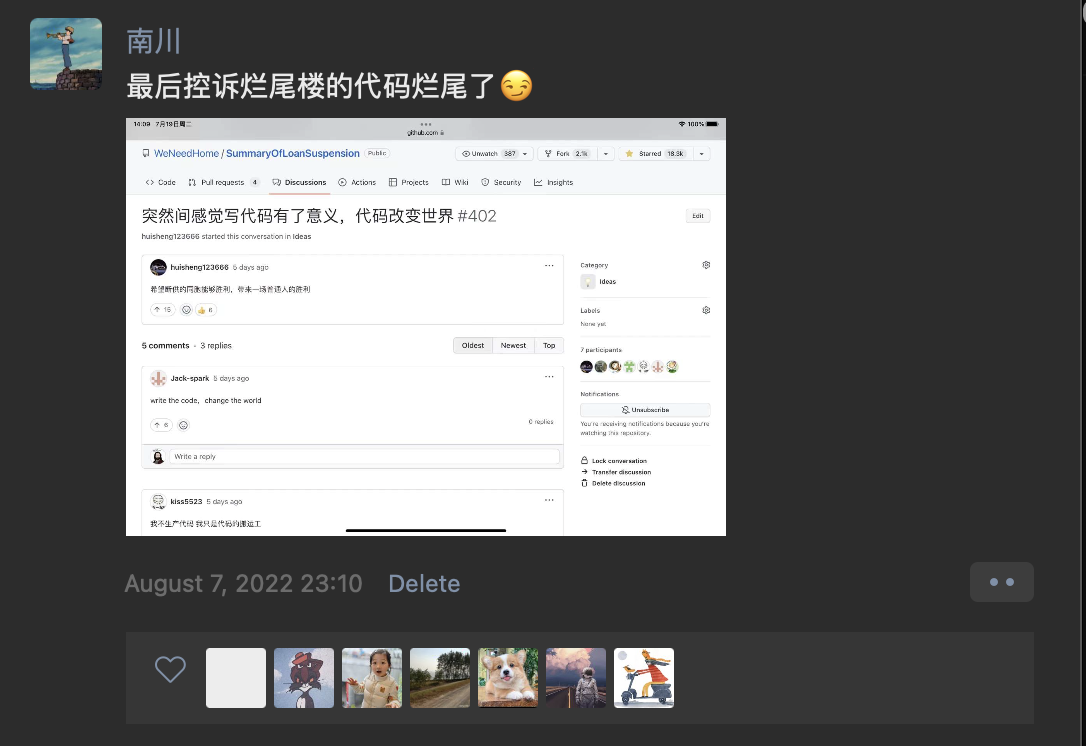 南川
最后控诉烂尾楼的代码烂尾了😏
14:09 7月19日周二
100%
github.com
WeNeedHome / SummaryOfLoanSuspension Public
Unwatch 387
Fork 2.1k
Starred 18.3k
Code
Pull requests 4
Discussions
Actions
Projects
Wiki
Security
Insights
突然间感觉写代码有了意义，代码改变世界 #402
Edit
huisheng123666 started this conversation in Ideas
huisheng123666 5 days ago
希望断供的同胞能够胜利，带来一场普通人的胜利
↑ 15
👍 6
5 comments · 3 replies
Oldest Newest Top
Jack-spark 5 days ago
write the code，change the world
↑ 6
0 replies
Write a reply
kiss5523 5 days ago
我不生产代码 我只是代码的搬运工
Category
Ideas
Labels
None yet
7 participants
Notifications
Unsubscribe
You're receiving notifications because you're
watching this repository.
Lock conversation
Transfer discussion
Delete discussion
August 7, 2022 23:10 Delete